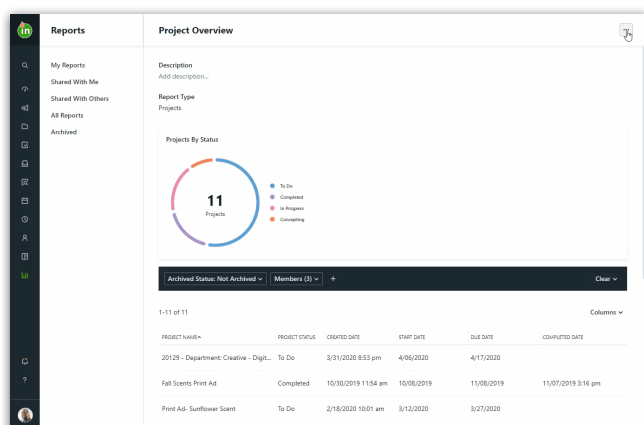 in
Reports
Project Overview
My Reports
Shared With Me
Shared With Others
All Reports
Archived
Description
Add description...
Report Type
Projects
Projects By Status
11
Projects
To Do
Completed
In Progress
Concepting
Archived Status: Not Archived
Members (3)
+
Clear
1-11 of 11
Columns
PROJECT NAME
PROJECT STATUS
CREATED DATE
START DATE
DUE DATE
COMPLETED DATE
20129 - Department: Creative - Digit... To Do 3/31/2020 8:53 pm 4/06/2020 4/17/2020
Fall Scents Print Ad Completed 10/30/2019 11:54 am 10/08/2019 11/08/2019 11/07/2019 3:16 pm
Print Ad- Sunflower Scent To Do 2/18/2020 10:01 am 3/12/2020 3/27/2020
?